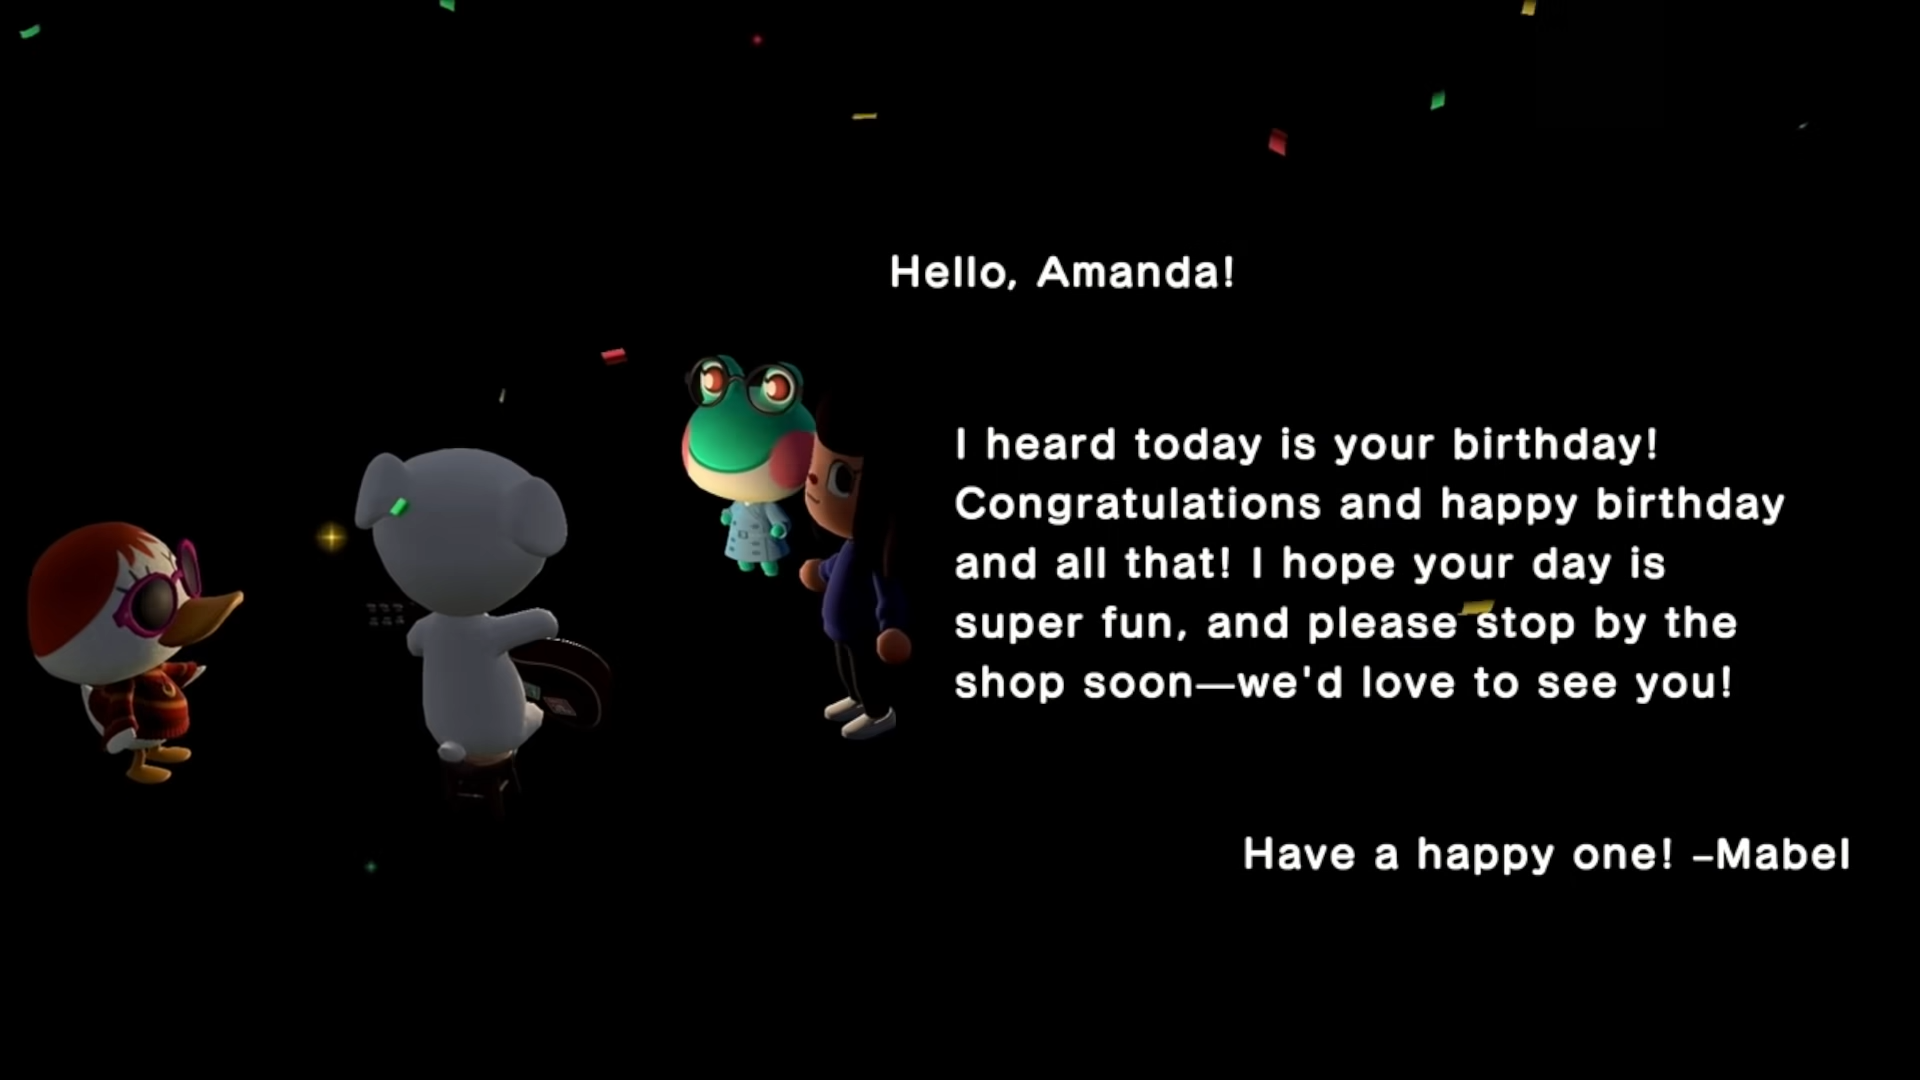 Hello, Amanda!
I heard today is your birthday!
Congratulations and happy birthday
and all that! I hope your day is
super fun, and please stop by the
shop soon—we'd love to see you!
Have a happy one! –Mabel